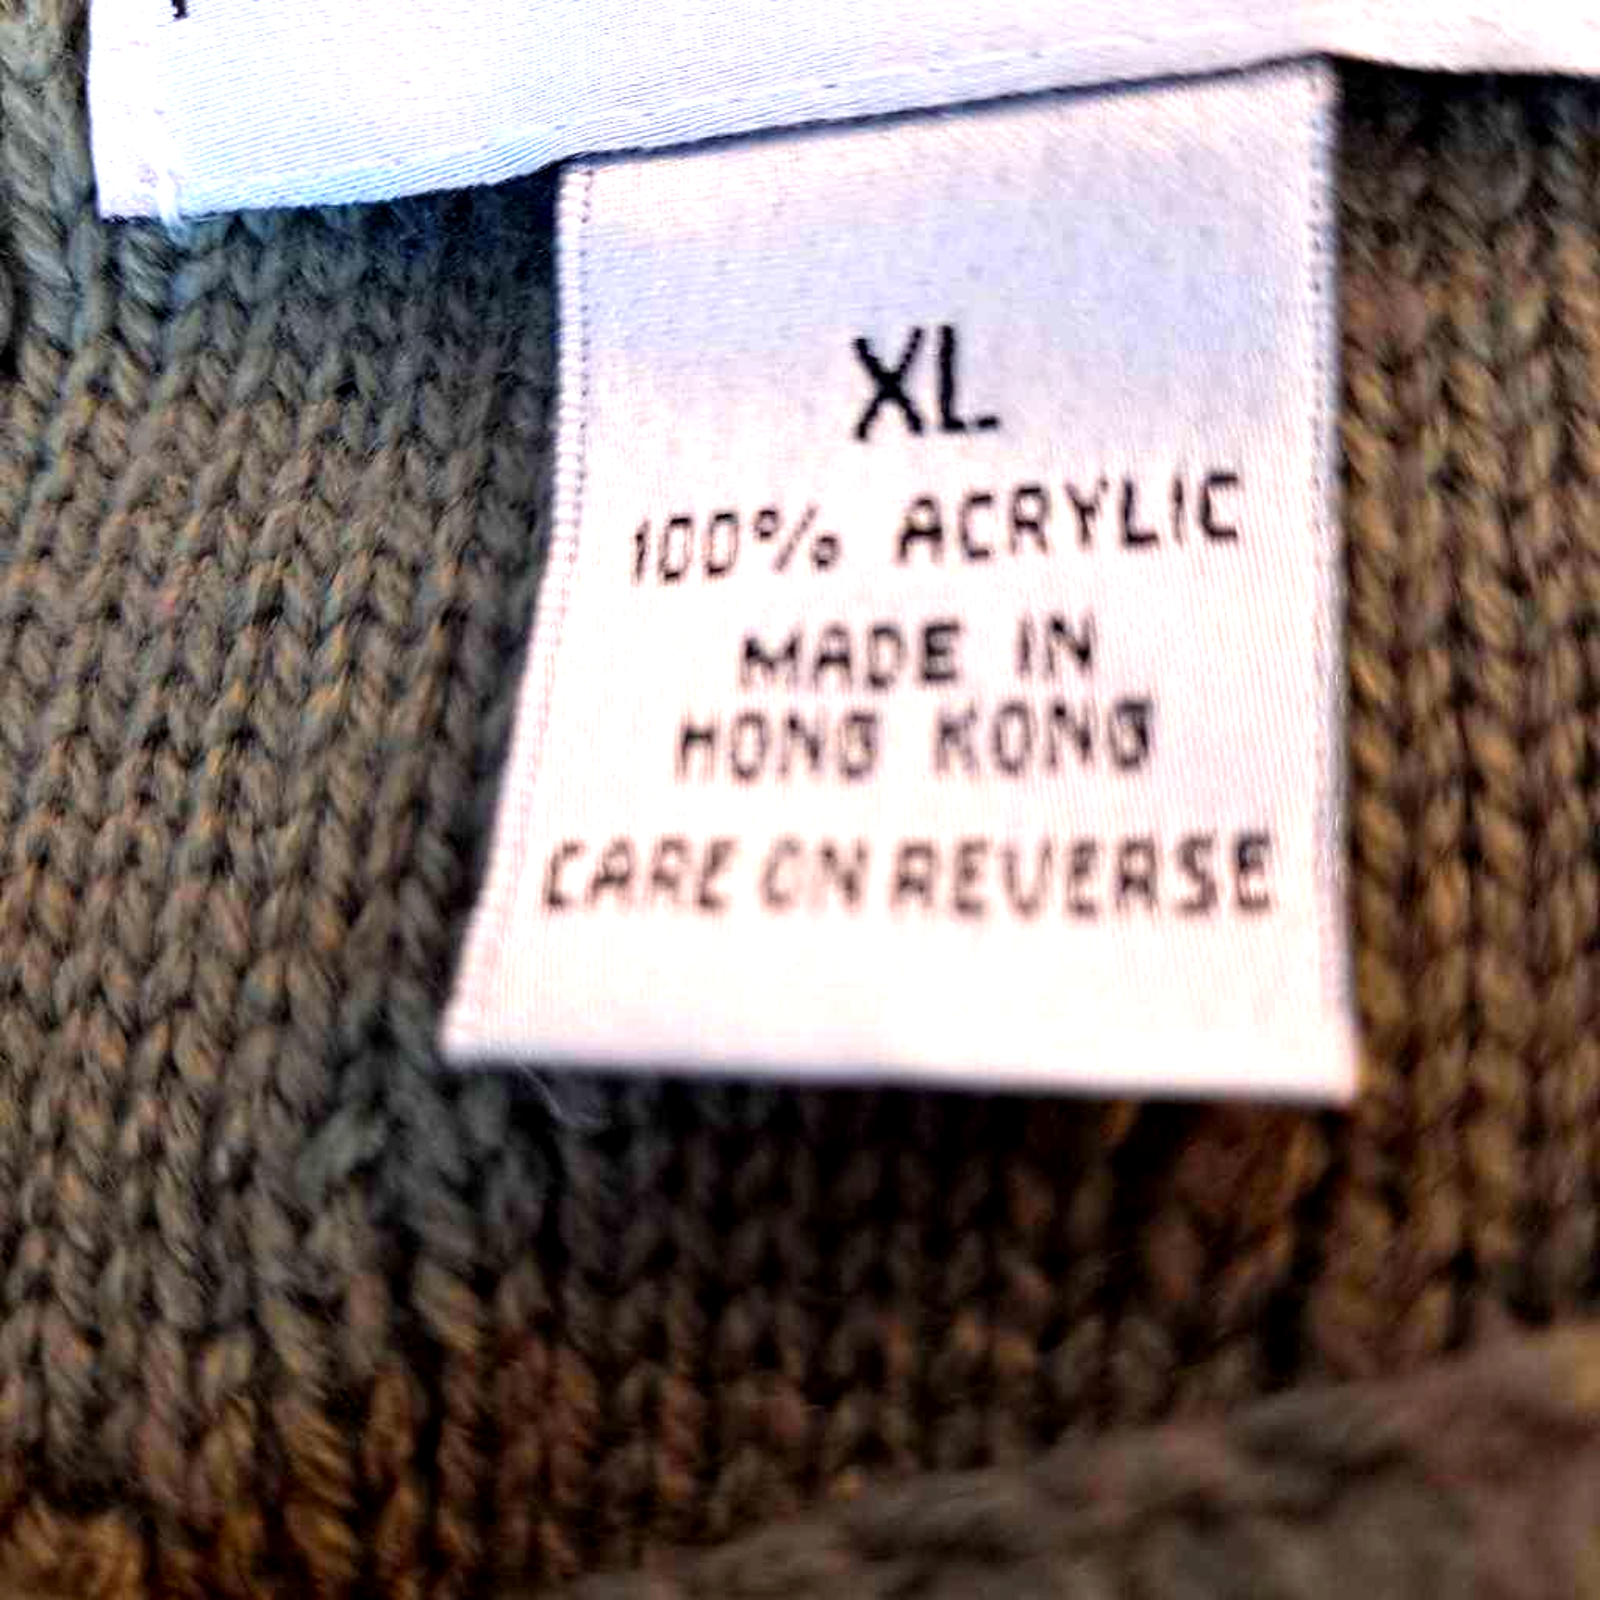 XL
100% ACRYLIC
MADE IN
HONG KONG
CARE ON REVERSE